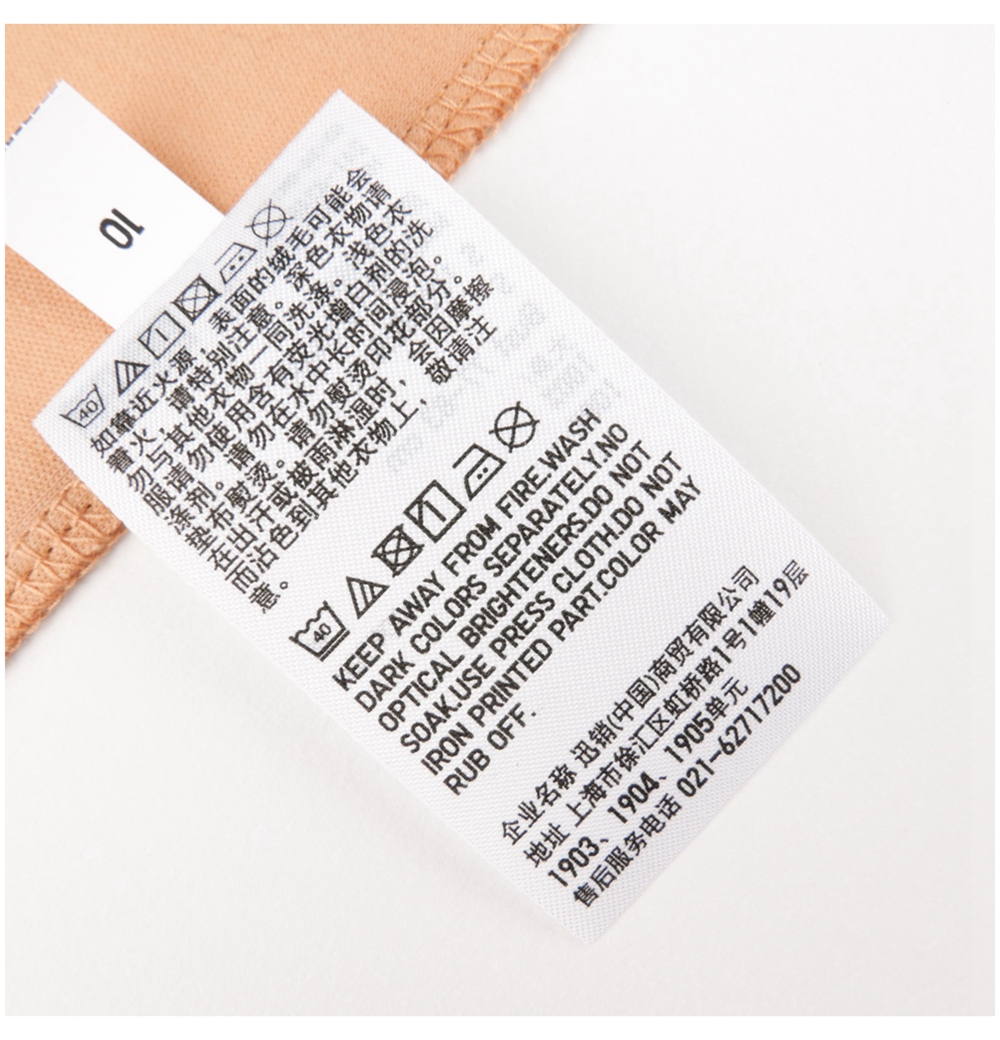 10
40
如靠近火源，表面的绒毛可能会
着火，请特别注意。深色衣物请
勿与其他衣物一同洗涤。浅色衣
服请勿使用含有荧光增白剂的洗
涤剂。请勿在水中长时间浸泡。
垫布熨烫。请勿熨烫印花部分。
在出汗或被雨淋湿时，会因摩擦
而沾色到其他衣物上，敬请注
意。
40
KEEP AWAY FROM FIRE.WASH
DARK COLORS SEPARATELY.NO
OPTICAL BRIGHTENERS.DO NOT
SOAK.USE PRESS CLOTH.DO NOT
IRON PRINTED PART.COLOR MAY
RUB OFF.
企业名称 迅销(中国)商贸有限公司
地址 上海市徐汇区虹桥路1号1幢19层
1903、1904、1905单元
售后服务电话 021-62717200